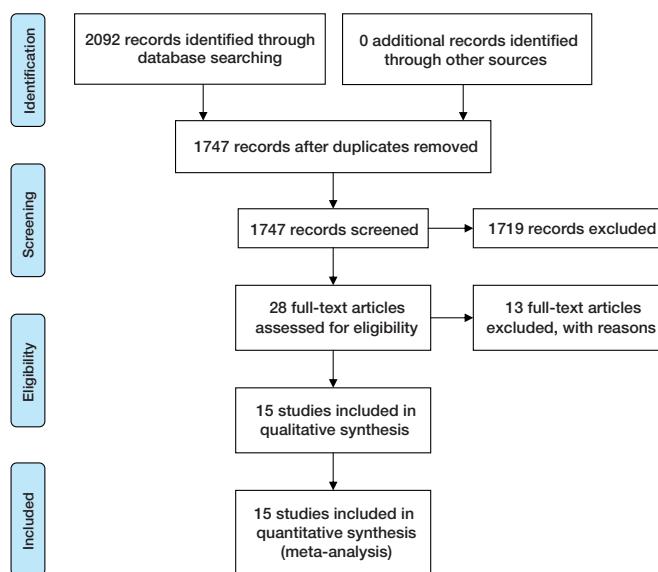 Identification
2092 records identified through
database searching
0 additional records identified
through other sources
1747 records after duplicates removed
Screening
1747 records screened
1719 records excluded
Eligibility
28 full-text articles
assessed for eligibility
13 full-text articles
excluded, with reasons
15 studies included in
qualitative synthesis
Included
15 studies included in
quantitative synthesis
(meta-analysis)